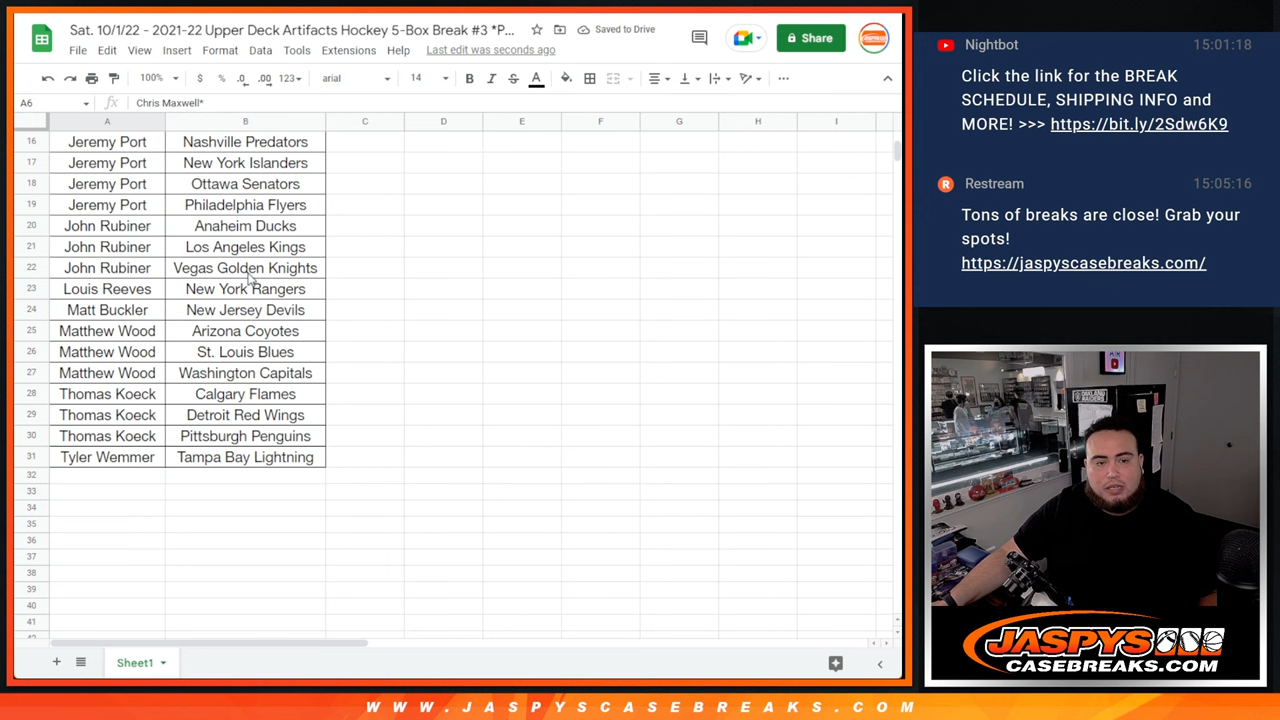 Sat. 10/1/22 - 2021-22 Upper Deck Artifacts Hockey 5-Box Break #3 *P...
Saved to Drive
Share
File Edit View Insert Format Data Tools Extensions Help Last edit was seconds ago
100% $ % .0 .00 123 arial 14 B I S A
A6 fx Chris Maxwell*
A B C D E F G H I
16 Jeremy Port Nashville Predators
17 Jeremy Port New York Islanders
18 Jeremy Port Ottawa Senators
19 Jeremy Port Philadelphia Flyers
20 John Rubiner Anaheim Ducks
21 John Rubiner Los Angeles Kings
22 John Rubiner Vegas Golden Knights
23 Louis Reeves New York Rangers
24 Matt Buckler New Jersey Devils
25 Matthew Wood Arizona Coyotes
26 Matthew Wood St. Louis Blues
27 Matthew Wood Washington Capitals
28 Thomas Koeck Calgary Flames
29 Thomas Koeck Detroit Red Wings
30 Thomas Koeck Pittsburgh Penguins
31 Tyler Wemmer Tampa Bay Lightning
32
33
34
35
36
37
38
39
40
41
Sheet1
Nightbot 15:01:18
Click the link for the BREAK
SCHEDULE, SHIPPING INFO and
MORE! >>> https://bit.ly/2Sdw6K9
R Restream 15:05:16
Tons of breaks are close! Grab your
spots!
https://jaspyscasebreaks.com/
OAKLAND
RAIDERS
JASPYS
CASEBREAKS.COM
WWW.JASPYSCASEBREAKS.COM